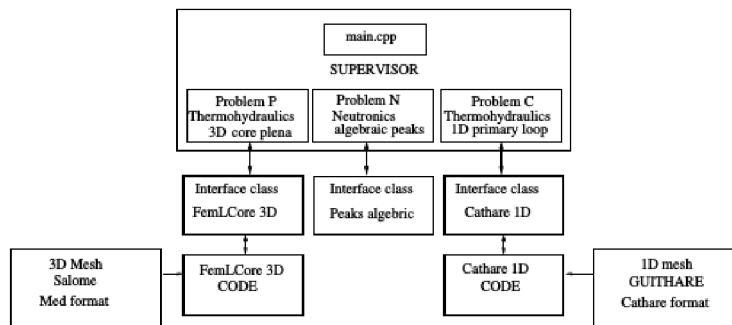 main.cpp
SUPERVISOR
Problem P
Thermohydraulics
3D core plena
Problem N
Neutronics
algebraic peaks
Problem C
Thermohydraulics
1D primary loop
Interface class
FemLCore 3D
Interface class
Peaks algebric
Interface class
Cathare 1D
3D Mesh
Salome
Med format
FemLCore 3D
CODE
Cathare 1D
CODE
1D mesh
GUITHARE
Cathare format